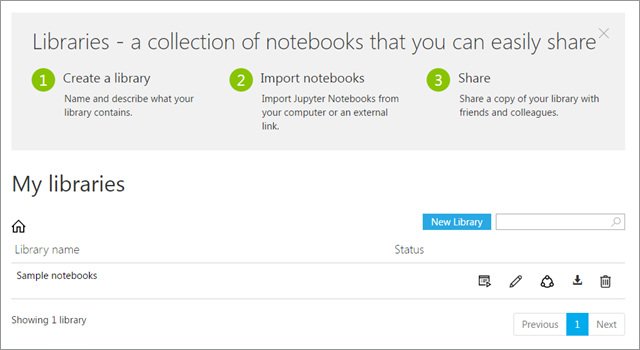 Libraries - a collection of notebooks that you can easily share
1 Create a library
Name and describe what your
library contains.
2 Import notebooks
Import Jupyter Notebooks from
your computer or an external
link.
3 Share
Share a copy of your library with
friends and colleagues.
My libraries
New Library
Library name Status
Sample notebooks
Showing 1 library
Previous 1 Next